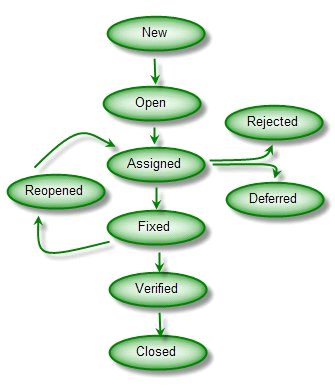 New
Open
Rejected
Assigned
Reopened
Deferred
Fixed
Verified
Closed